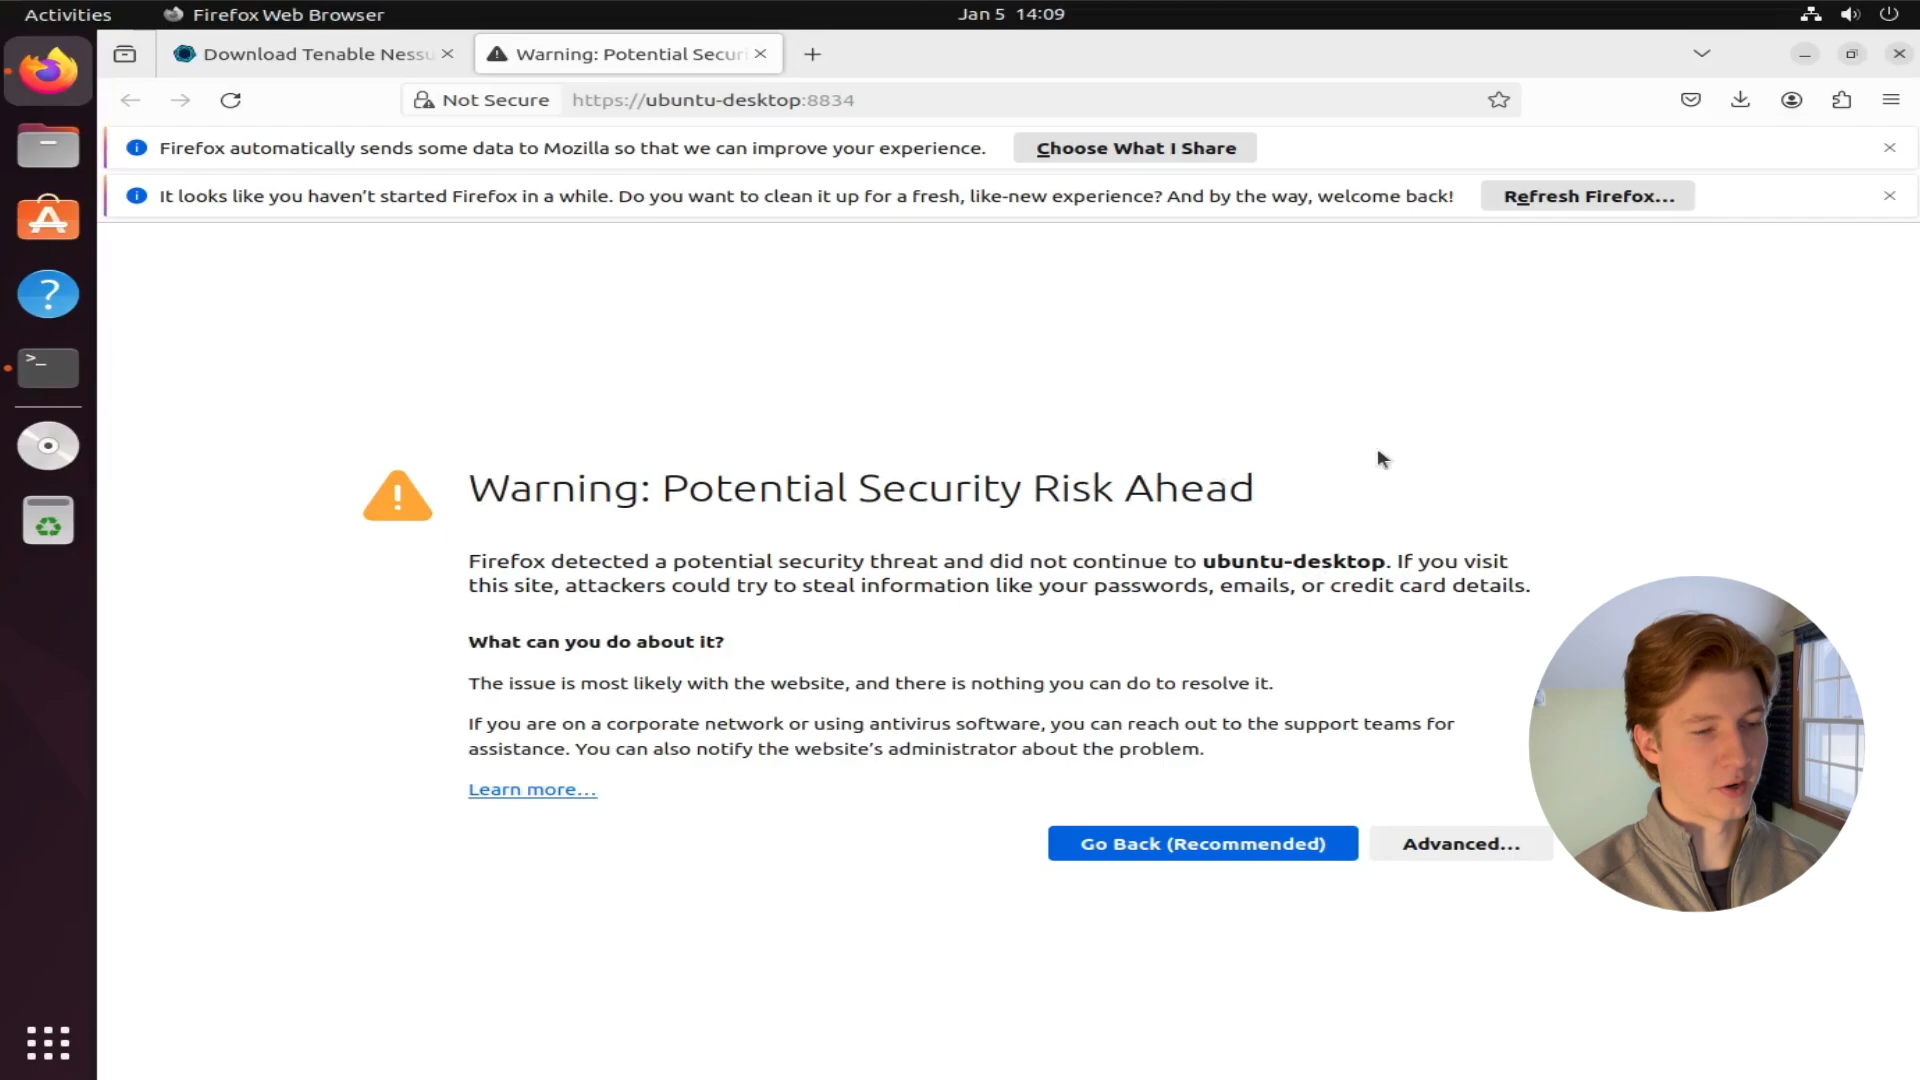 Activities
Firefox Web Browser
Jan 5 14:09
Download Tenable Nessu
Warning: Potential Securi
Not Secure
https://ubuntu-desktop:8834
Firefox automatically sends some data to Mozilla so that we can improve your experience.
Choose What I Share
It looks like you haven’t started Firefox in a while. Do you want to clean it up for a fresh, like-new experience? And by the way, welcome back!
Refresh Firefox…
Warning: Potential Security Risk Ahead
Firefox detected a potential security threat and did not continue to ubuntu-desktop. If you visit
this site, attackers could try to steal information like your passwords, emails, or credit card details.
What can you do about it?
The issue is most likely with the website, and there is nothing you can do to resolve it.
If you are on a corporate network or using antivirus software, you can reach out to the support teams for
assistance. You can also notify the website’s administrator about the problem.
Learn more…
Go Back (Recommended)
Advanced…